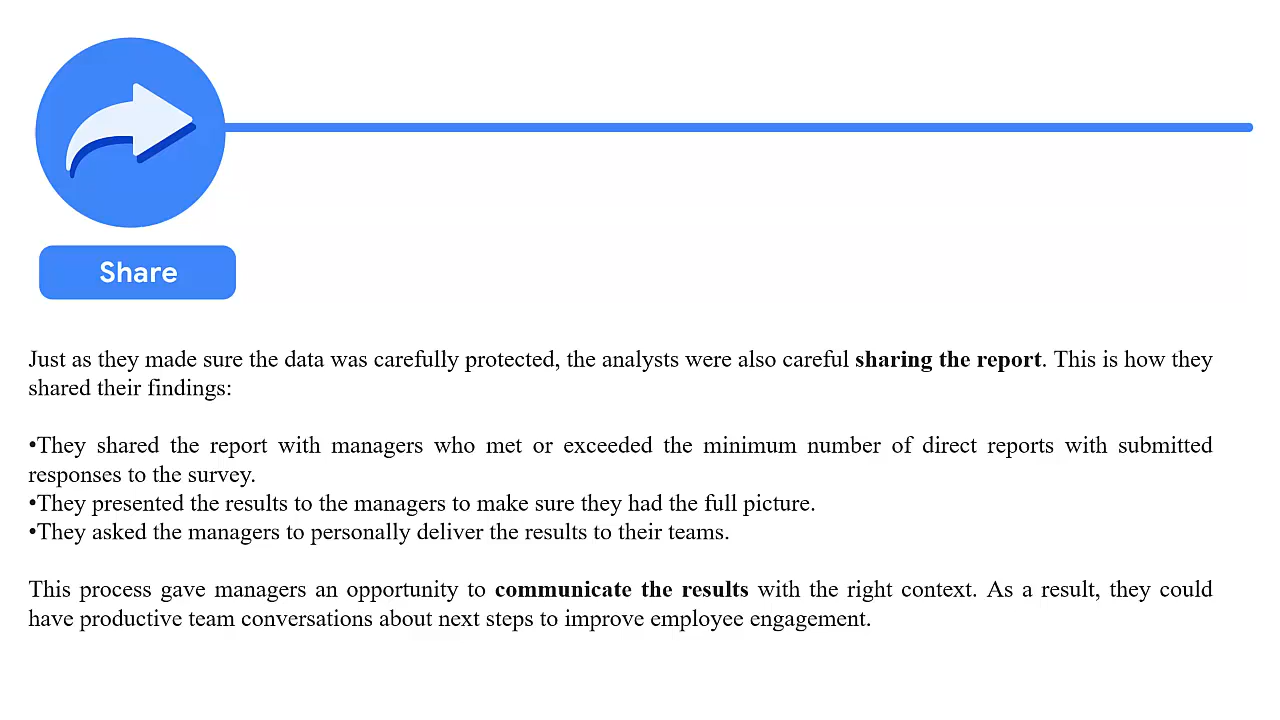 Share
Just as they made sure the data was carefully protected, the analysts were also careful sharing the report. This is how they
shared their findings:
•They shared the report with managers who met or exceeded the minimum number of direct reports with submitted
responses to the survey.
•They presented the results to the managers to make sure they had the full picture.
•They asked the managers to personally deliver the results to their teams.
This process gave managers an opportunity to communicate the results with the right context. As a result, they could
have productive team conversations about next steps to improve employee engagement.